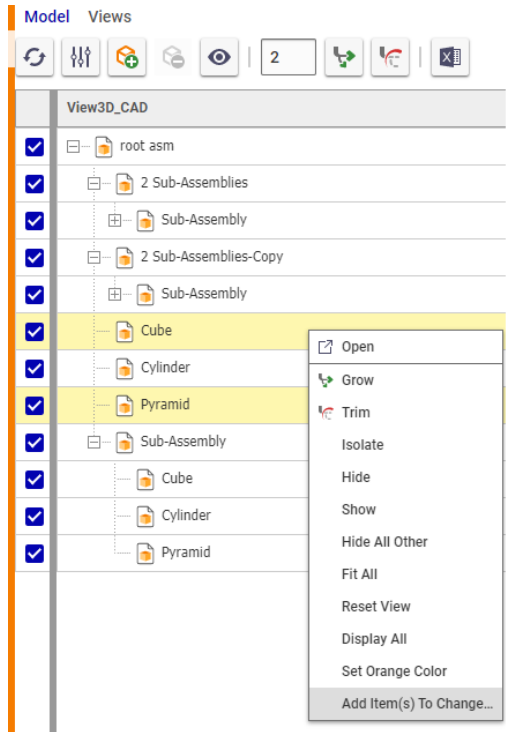 Model Views
2
View3D_CAD
root asm
2 Sub-Assemblies
Sub-Assembly
2 Sub-Assemblies-Copy
Sub-Assembly
Cube
Cylinder
Pyramid
Sub-Assembly
Cube
Cylinder
Pyramid
Open
Grow
Trim
Isolate
Hide
Show
Hide All Other
Fit All
Reset View
Display All
Set Orange Color
Add Item(s) To Change...